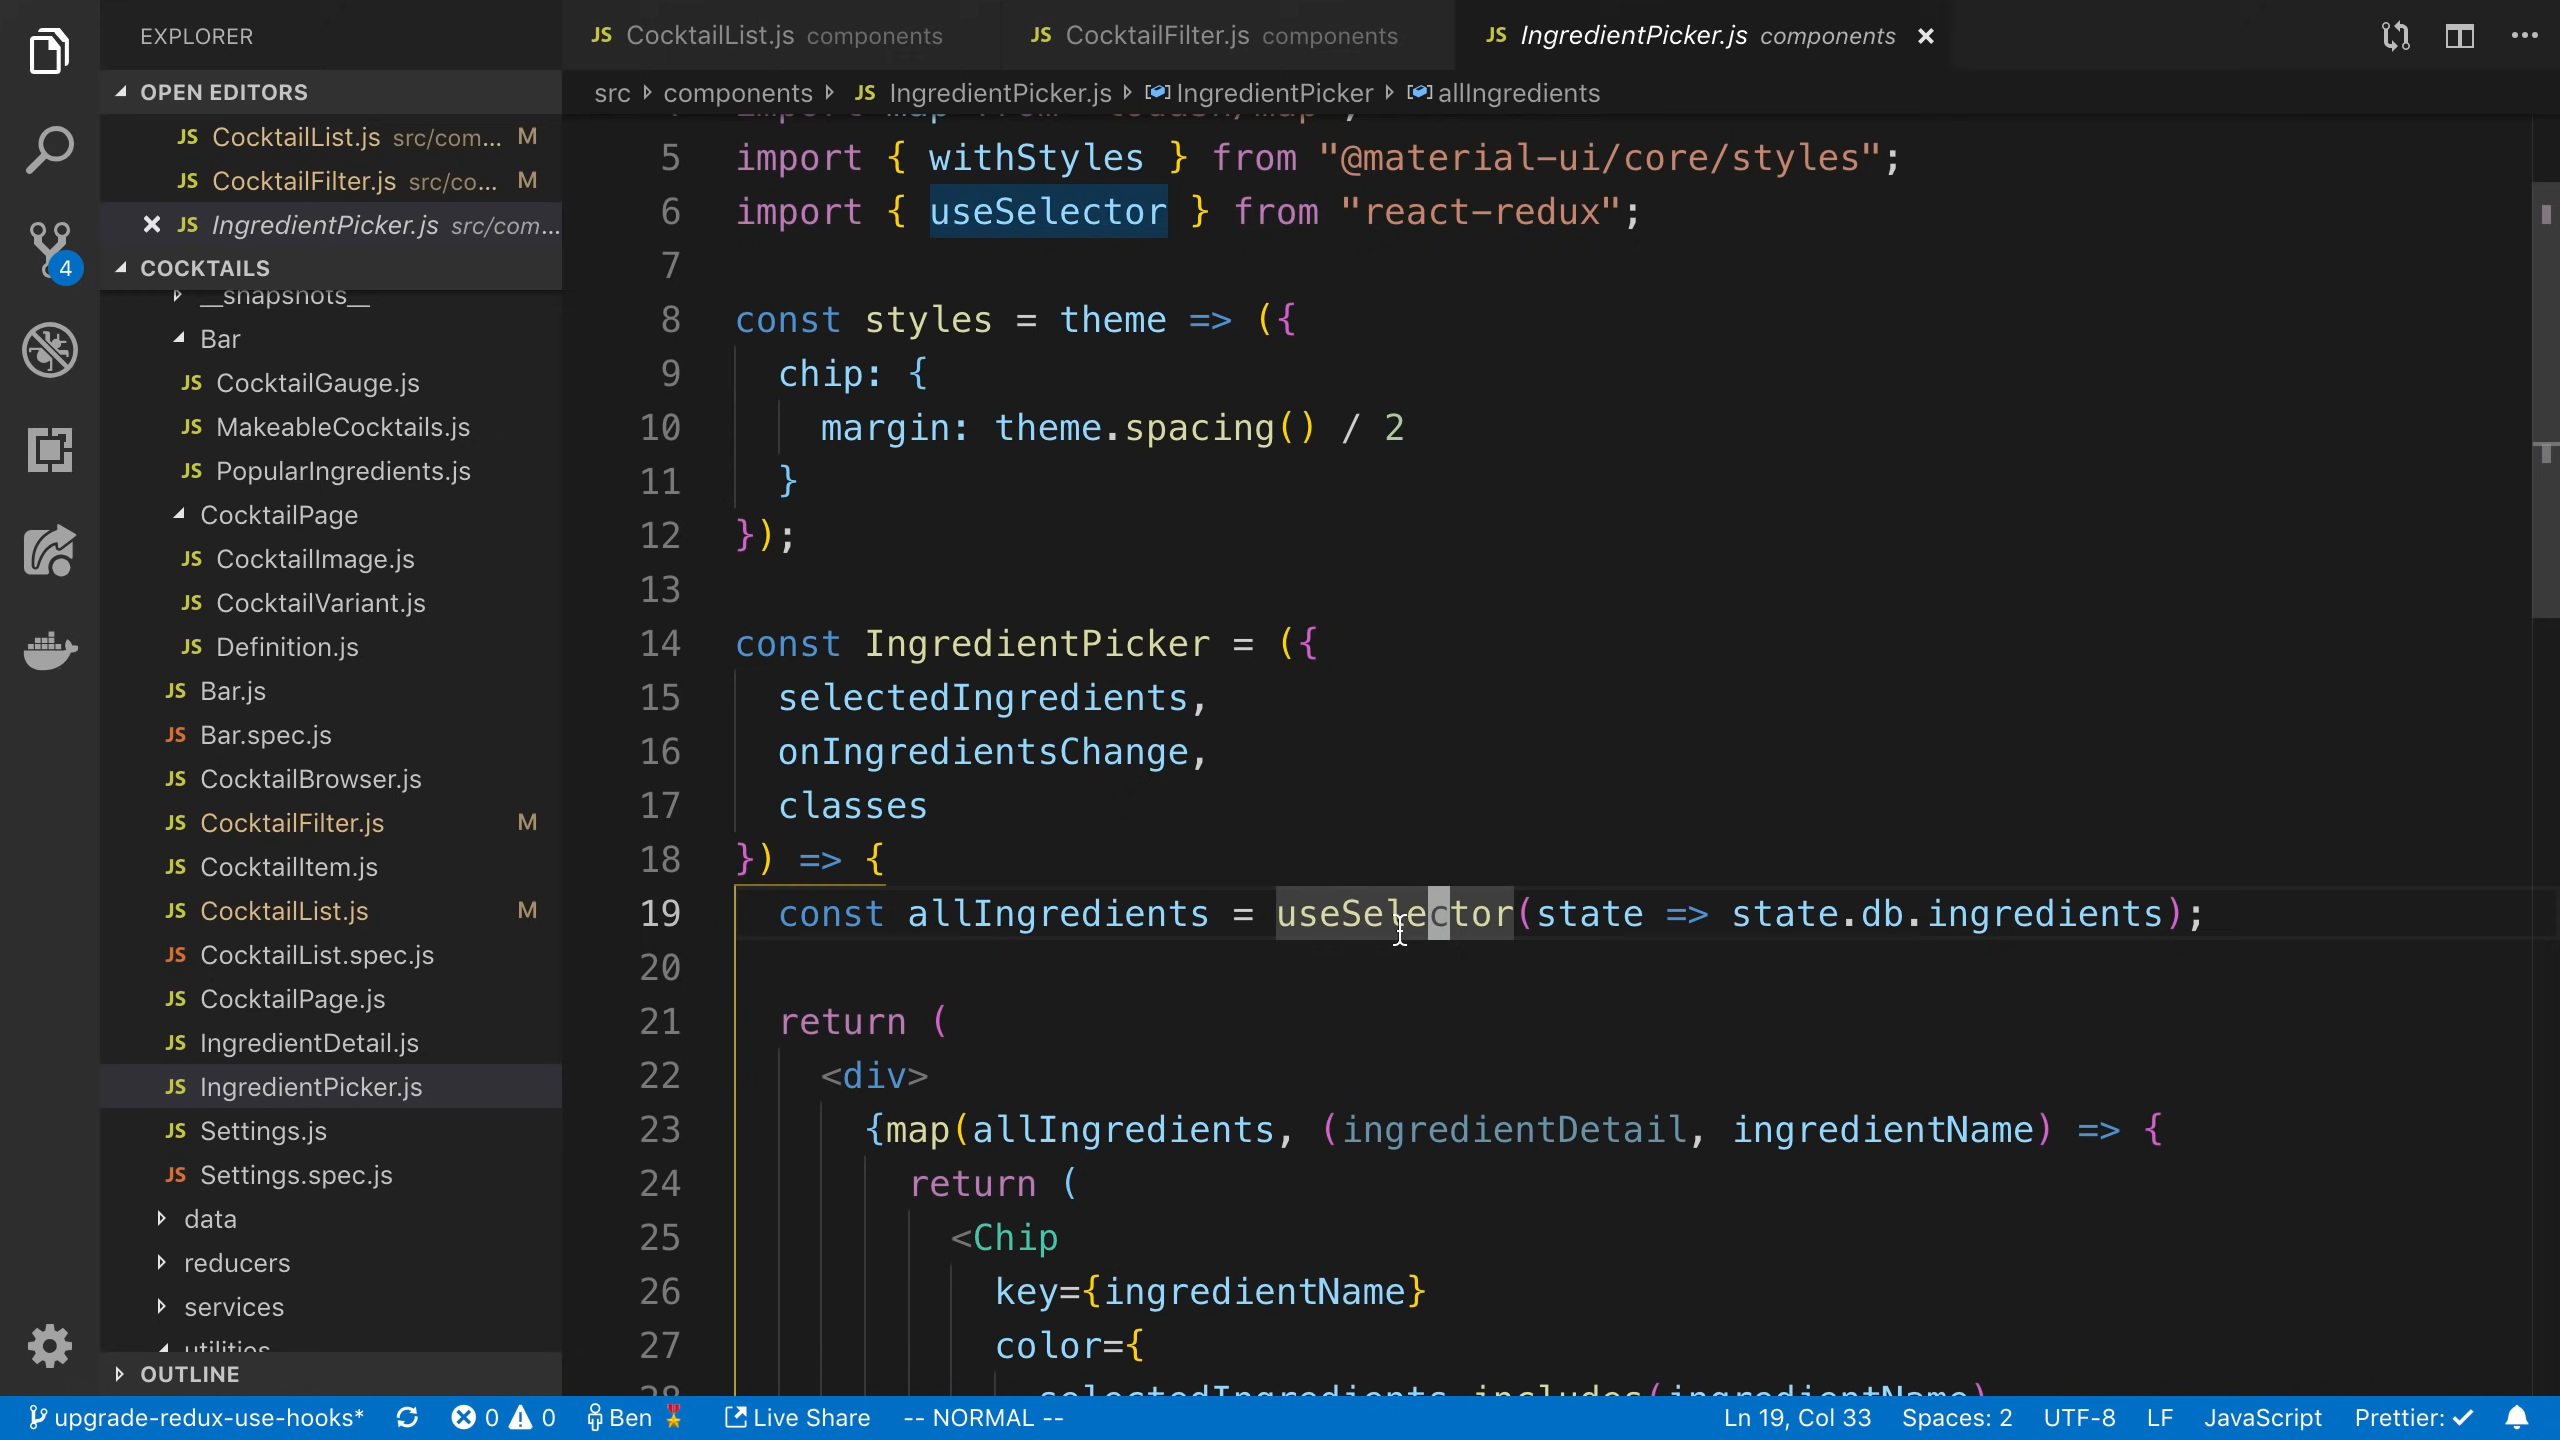 EXPLORER
OPEN EDITORS
JS CocktailList.js src/com... M
JS CocktailFilter.js src/co... M
JS IngredientPicker.js src/com...
COCKTAILS
__snapshots__
Bar
JS CocktailGauge.js
JS MakeableCocktails.js
JS PopularIngredients.js
CocktailPage
JS CocktailImage.js
JS CocktailVariant.js
JS Definition.js
JS Bar.js
JS Bar.spec.js
JS CocktailBrowser.js
JS CocktailFilter.js M
JS CocktailItem.js
JS CocktailList.js M
JS CocktailList.spec.js
JS CocktailPage.js
JS IngredientDetail.js
JS IngredientPicker.js
JS Settings.js
JS Settings.spec.js
data
reducers
services
utilities
OUTLINE
4
JS CocktailList.js components
JS CocktailFilter.js components
JS IngredientPicker.js components
src components JS IngredientPicker.js IngredientPicker allIngredients
5 import { withStyles } from "@material-ui/core/styles";
6 import { useSelector } from "react-redux";
7
8 const styles = theme => ({
9 chip: {
10 margin: theme.spacing() / 2
11 }
12 });
13
14 const IngredientPicker = ({
15 selectedIngredients,
16 onIngredientsChange,
17 classes
18 }) => {
19 const allIngredients = useSelector(state => state.db.ingredients);
20
21 return (
22 <div>
23 {map(allIngredients, (ingredientDetail, ingredientName) => {
24 return (
25 <Chip
26 key={ingredientName}
27 color={
28 selectedIngredients.includes(ingredientName)
upgrade-redux-use-hooks* 0 0 Ben Live Share -- NORMAL -- Ln 19, Col 33 Spaces: 2 UTF-8 LF JavaScript Prettier: ✓